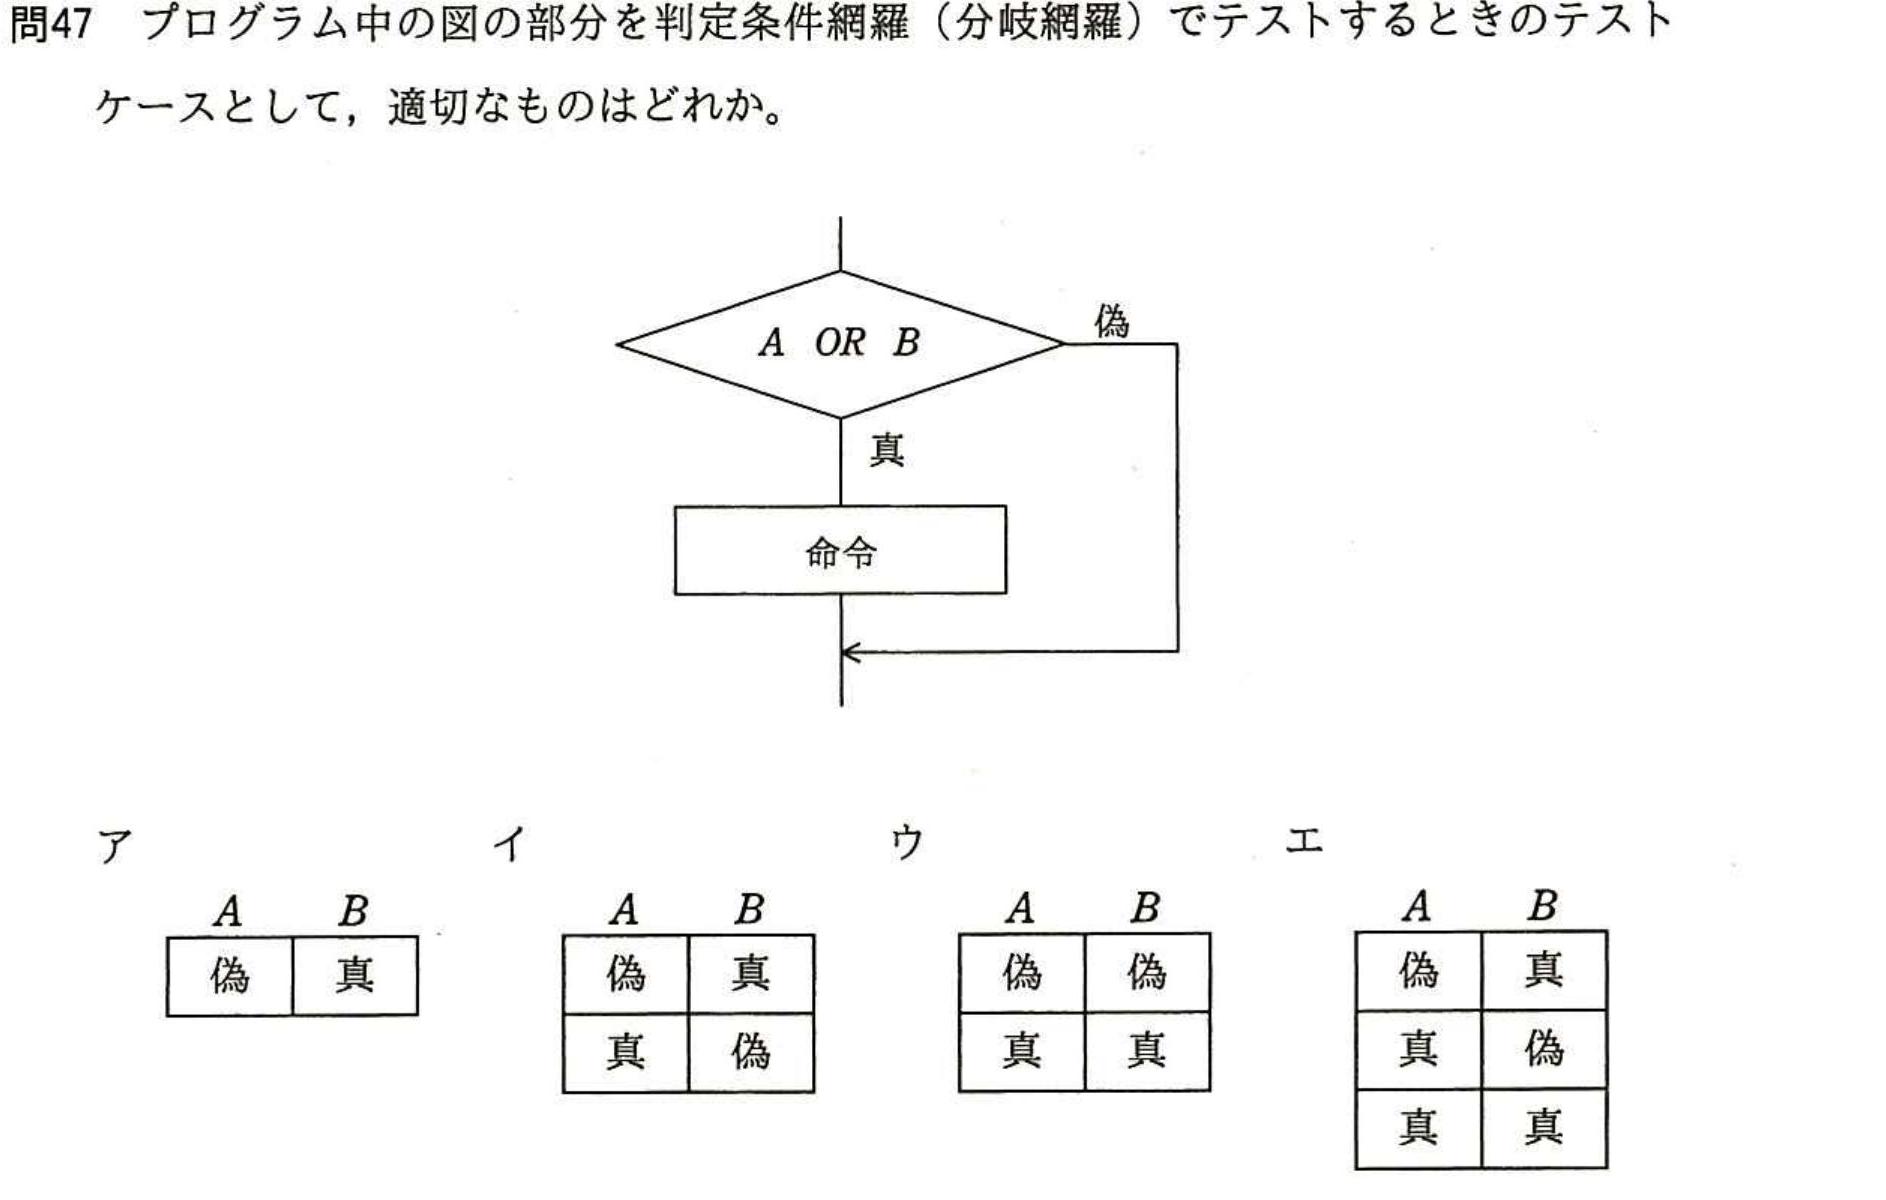 問47　プログラム中の図の部分を判定条件網羅（分岐網羅）でテストするときのテスト
ケースとして，適切なものはどれか。
A OR B
偽
真
命令
ア
イ
ウ
エ
A B
偽 真
A B
偽 真
真 偽
A B
偽 偽
真 真
A B
偽 真
真 偽
真 真